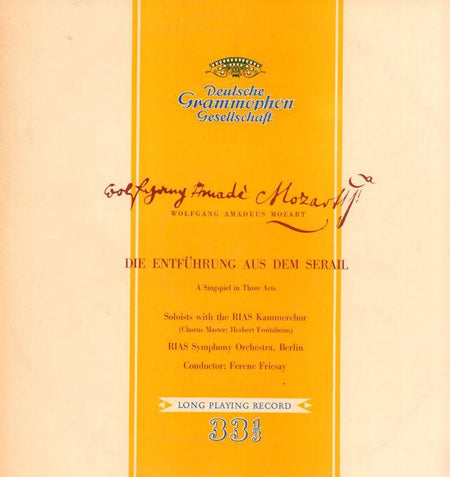 Deutsche
Grammophon
Gesellschaft
Wolfgang Amadè Mozart
WOLFGANG AMADEUS MOZART
DIE ENTFÜHRUNG AUS DEM SERAIL
A Singspiel in Three Acts
Soloists with the RIAS Kammerchor
(Chorus Master: Herbert Froitzheim)
RIAS Symphony Orchestra, Berlin
Conductor: Ferenc Fricsay
LONG PLAYING RECORD
33 1/3